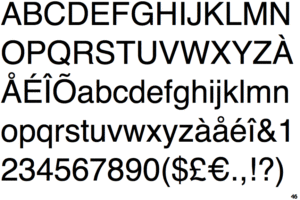 ABCDEFGHIJKLMN
OPQRSTUVWXYZÀ
ÅÉÎÕabcdefghijklmn
opqrstuvwxyzàåéî&1
234567890($£€.,!?)